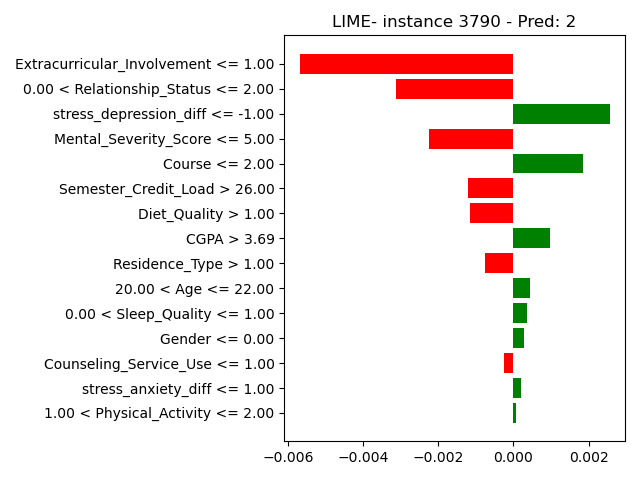 LIME- instance 3790 - Pred: 2
Extracurricular_Involvement <= 1.00
0.00 < Relationship_Status <= 2.00
stress_depression_diff <= -1.00
Mental_Severity_Score <= 5.00
Course <= 2.00
Semester_Credit_Load > 26.00
Diet_Quality > 1.00
CGPA > 3.69
Residence_Type > 1.00
20.00 < Age <= 22.00
0.00 < Sleep_Quality <= 1.00
Gender <= 0.00
Counseling_Service_Use <= 1.00
stress_anxiety_diff <= 1.00
1.00 < Physical_Activity <= 2.00
−0.006 −0.004 −0.002 0.000 0.002